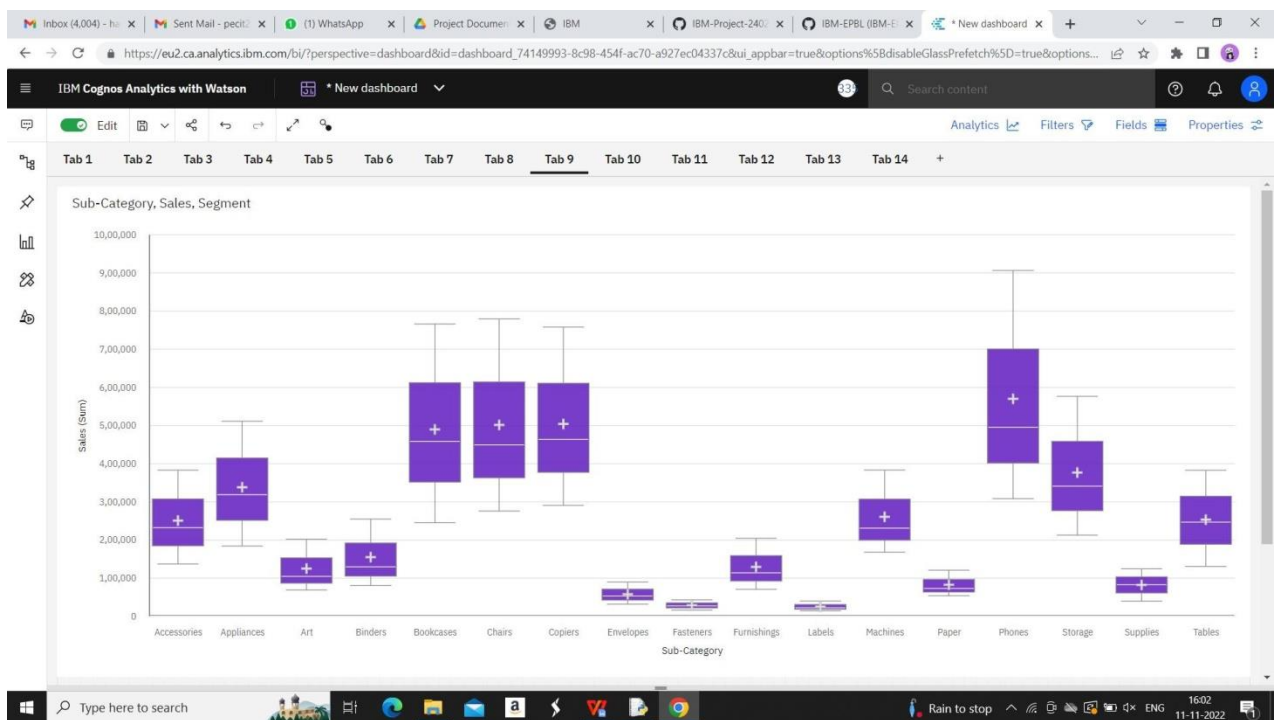 Inbox (4,004) - ha
Sent Mail - pecit2
(1) WhatsApp
Project Documen
IBM
IBM-Project-2402
IBM-EPBL (IBM-E
* New dashboard
https://eu2.ca.analytics.ibm.com/bi/?perspective=dashboard&id=dashboard_74149993-8c98-454f-ac70-a927ec04337c&ui_appbar=true&options%5BdisableGlassPrefetch%5D=true&options...
IBM Cognos Analytics with Watson
* New dashboard
Search content
Edit
Analytics
Filters
Fields
Properties
Tab 1 Tab 2 Tab 3 Tab 4 Tab 5 Tab 6 Tab 7 Tab 8 Tab 9 Tab 10 Tab 11 Tab 12 Tab 13 Tab 14 +
Sub-Category, Sales, Segment
10,00,000
9,00,000
8,00,000
7,00,000
6,00,000
5,00,000
4,00,000
3,00,000
2,00,000
1,00,000
0
Sales (Sum)
Accessories Appliances Art Binders Bookcases Chairs Copiers Envelopes Fasteners Furnishings Labels Machines Paper Phones Storage Supplies Tables
Sub-Category
Type here to search
Rain to stop
ENG
16:02
11-11-2022